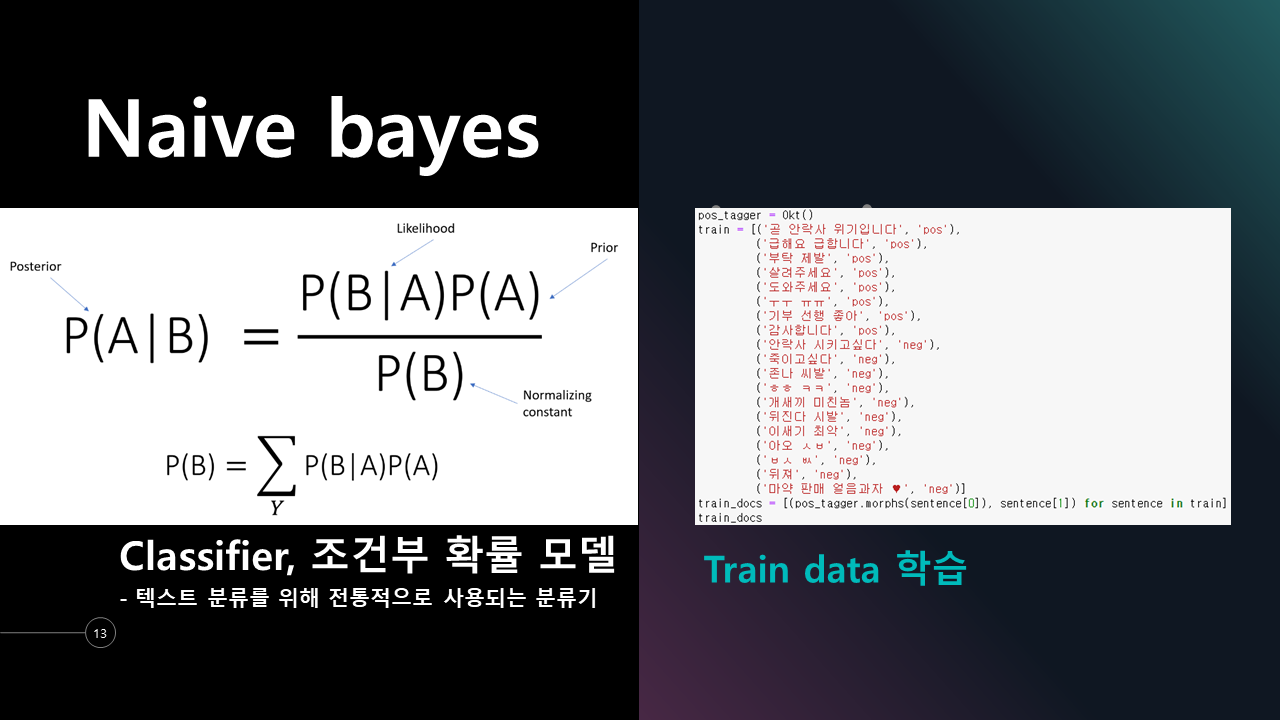 Naive bayes
Likelihood
Prior
Posterior
P(A|B) = P(B|A)P(A)
P(B)
Normalizing
constant
P(B) = ∑ P(B|A)P(A)
Y
Classifier, 조건부 확률 모델
- 텍스트 분류를 위해 전통적으로 사용되는 분류기
13
pos_tagger = Okt()
train = [('곧 안락사 위기입니다', 'pos'),
('급해요 급합니다', 'pos'),
('부탁 제발', 'pos'),
('살려주세요', 'pos'),
('도와주세요', 'pos'),
('ㅜㅜ ㅠㅠ', 'pos'),
('기부 선행 좋아', 'pos'),
('감사합니다', 'pos'),
('안락사 시키고싶다', 'neg'),
('죽이고싶다', 'neg'),
('존나 씨발', 'neg'),
('ㅎㅎ ㅋㅋ', 'neg'),
('개새끼 미친놈', 'neg'),
('뒤진다 시발', 'neg'),
('이새기 최악', 'neg'),
('아오 ㅅㅂ', 'neg'),
('ㅂㅅ ㅄ', 'neg'),
('뒤져', 'neg'),
('마약 판매 얼음과자 ♥', 'neg')]
train_docs = [(pos_tagger.morphs(sentence[0]), sentence[1]) for sentence in train]
train_docs
Train data 학습